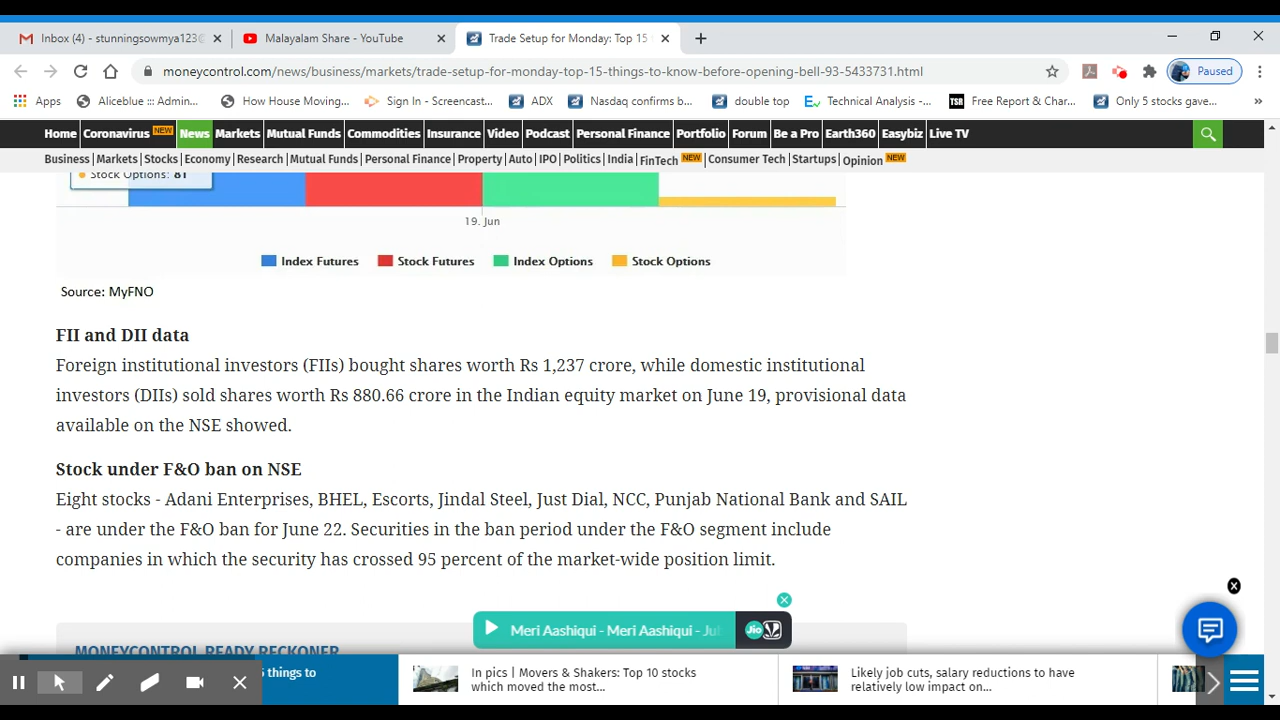 Inbox (4) - stunningsowmya123@
Malayalam Share - YouTube
Trade Setup for Monday: Top 15
moneycontrol.com/news/business/markets/trade-setup-for-monday-top-15-things-to-know-before-opening-bell-93-5433731.html
Paused
Apps
Aliceblue ::: Admin...
How House Moving...
Sign In - Screencast...
ADX
Nasdaq confirms b...
double top
Technical Analysis -...
TSR
Free Report & Char...
Only 5 stocks gave...
»
Home Coronavirus NEW News Markets Mutual Funds Commodities Insurance Video Podcast Personal Finance Portfolio Forum Be a Pro Earth360 Easybiz Live TV
Business | Markets | Stocks | Economy | Research | Mutual Funds | Personal Finance | Property | Auto | IPO | Politics | India | FinTech NEW | Consumer Tech | Startups | Opinion NEW
Stock Options: 81
19. Jun
Index Futures Stock Futures Index Options Stock Options
Source: MyFNO
FII and DII data
Foreign institutional investors (FIIs) bought shares worth Rs 1,237 crore, while domestic institutional
investors (DIIs) sold shares worth Rs 880.66 crore in the Indian equity market on June 19, provisional data
available on the NSE showed.
Stock under F&O ban on NSE
Eight stocks - Adani Enterprises, BHEL, Escorts, Jindal Steel, Just Dial, NCC, Punjab National Bank and SAIL
- are under the F&O ban for June 22. Securities in the ban period under the F&O segment include
companies in which the security has crossed 95 percent of the market-wide position limit.
Meri Aashiqui - Meri Aashiqui - Ju
Jio
MONEYCONTROL READY RECKONER
things to
In pics | Movers & Shakers: Top 10 stocks
which moved the most...
Likely job cuts, salary reductions to have
relatively low impact on...